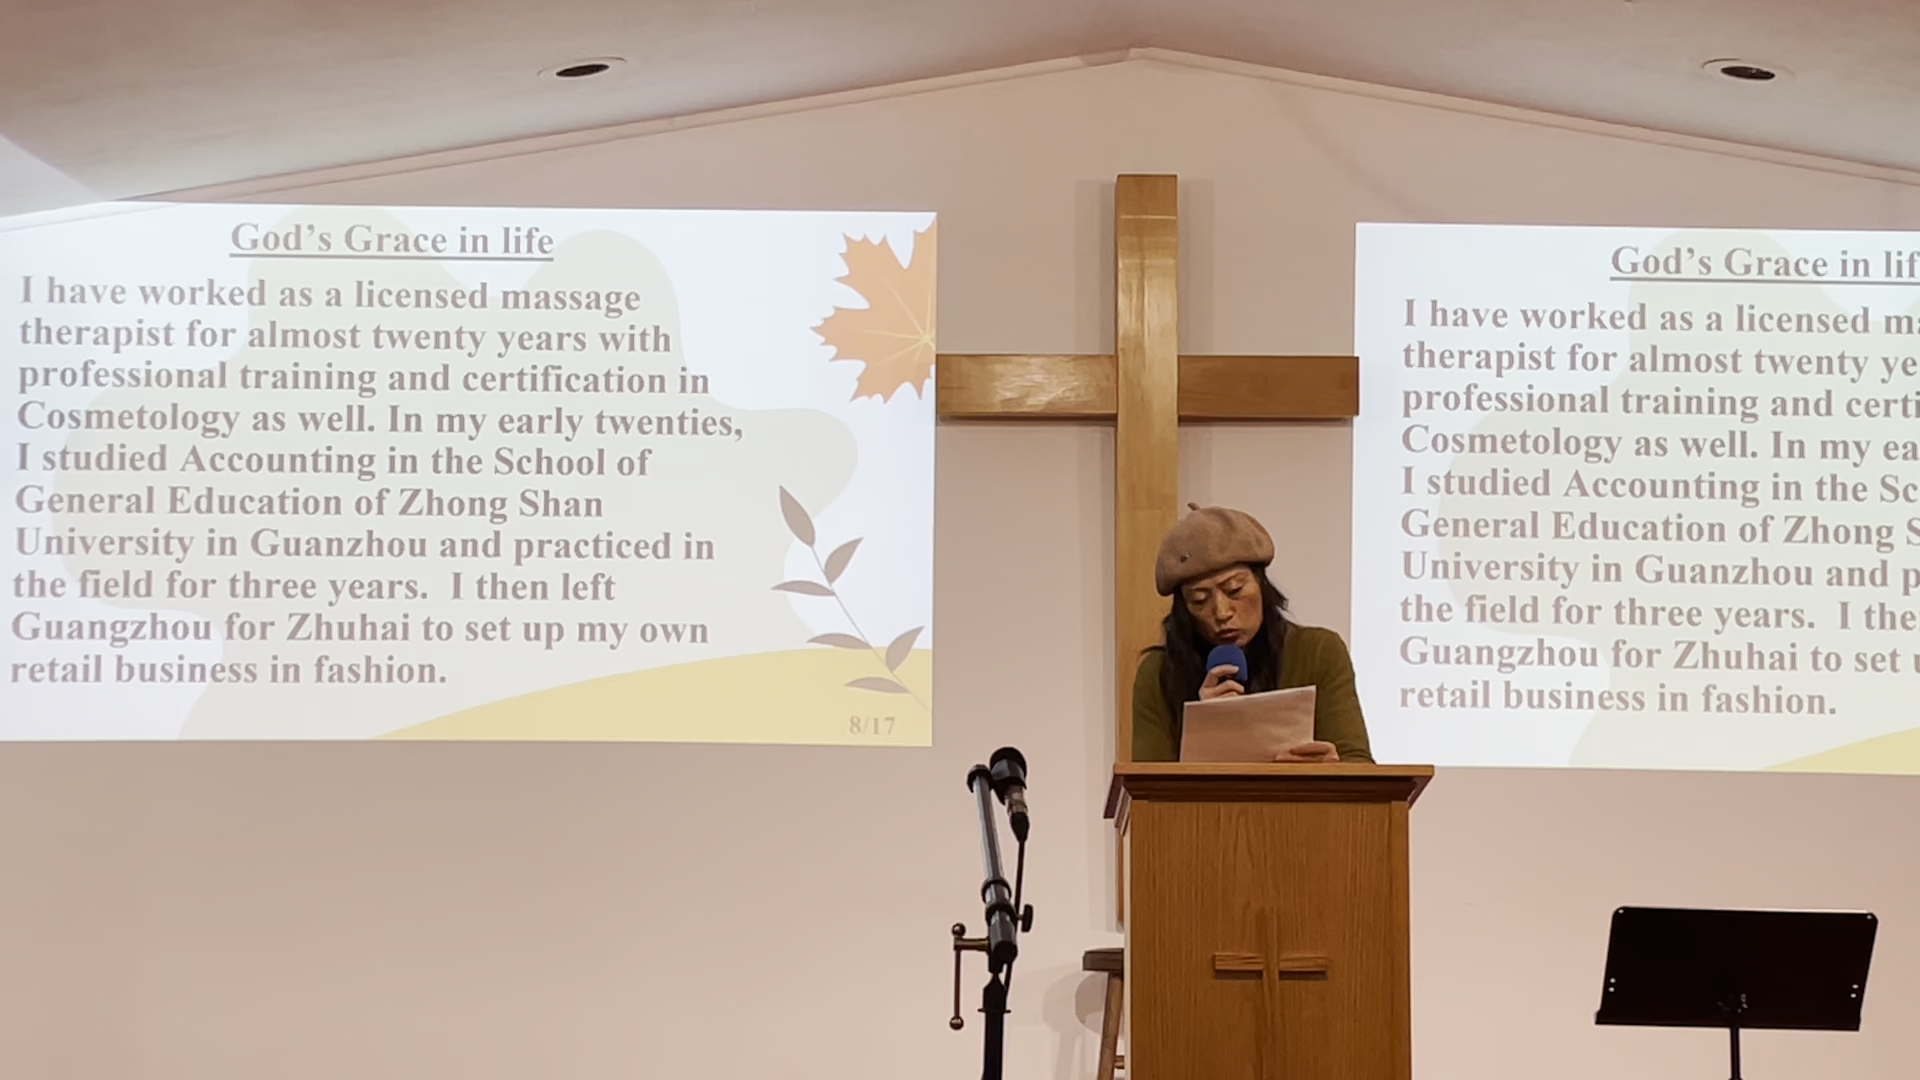 God's Grace in life
I have worked as a licensed massage
therapist for almost twenty years with
professional training and certification in
Cosmetology as well. In my early twenties,
I studied Accounting in the School of
General Education of Zhong Shan
University in Guanzhou and practiced in
the field for three years.  I then left
Guangzhou for Zhuhai to set up my own
retail business in fashion.
8/17
God's Grace in lif
I have worked as a licensed ma
therapist for almost twenty ye
professional training and certi
Cosmetology as well. In my ea
I studied Accounting in the Sc
General Education of Zhong S
University in Guanzhou and p
the field for three years.  I the
Guangzhou for Zhuhai to set u
retail business in fashion.